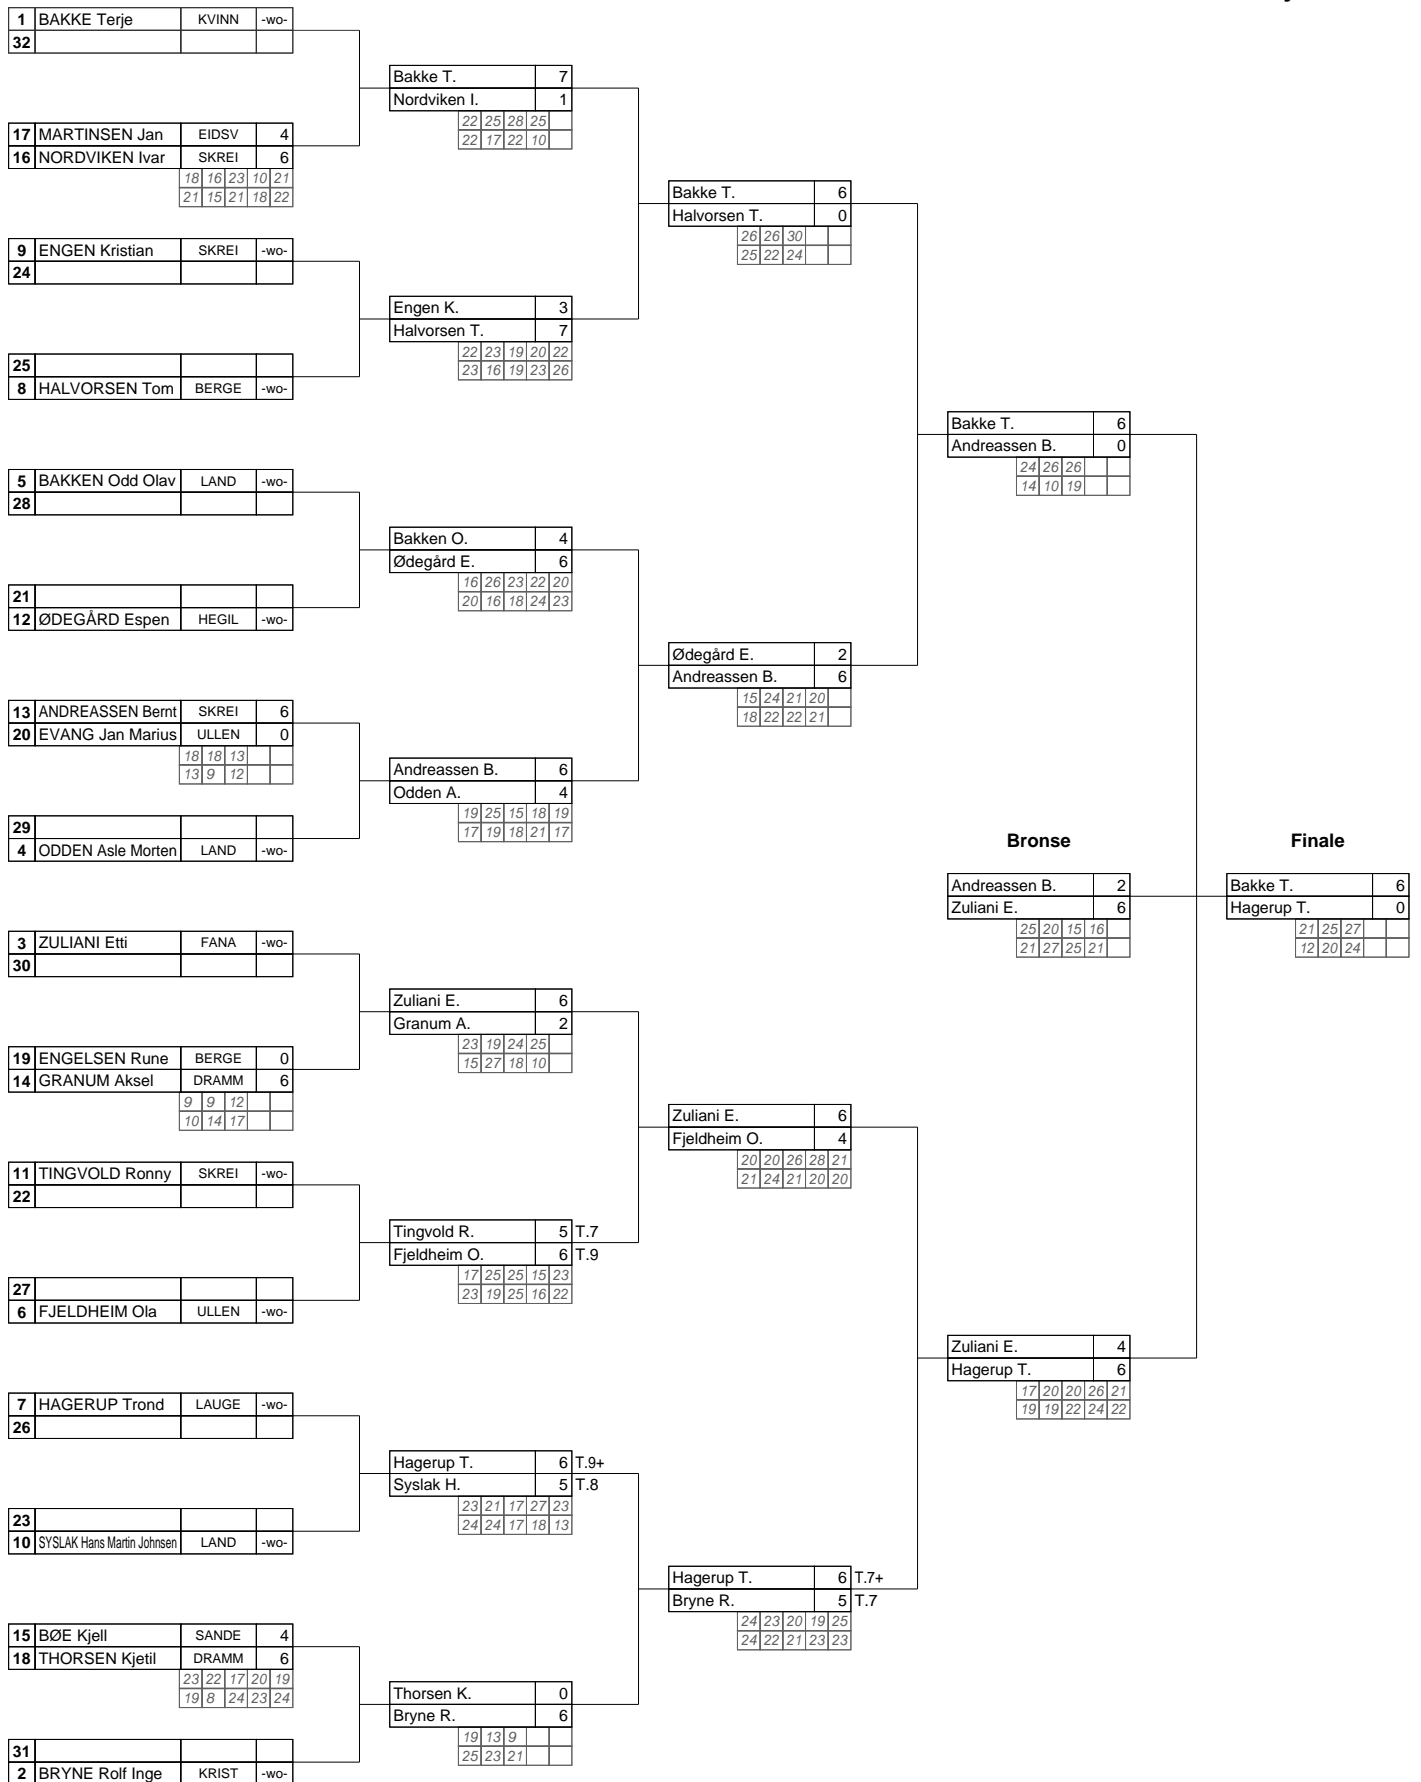 1 BAKKE Terje KVINN -wo-
32
Bakke T. 7
Nordviken I. 1
22 25 28 25
22 17 22 10
17 MARTINSEN Jan EIDSV 4
16 NORDVIKEN Ivar SKREI 6
18 16 23 10 21
21 15 21 18 22
Bakke T. 6
Halvorsen T. 0
26 26 30
25 22 24
9 ENGEN Kristian SKREI -wo-
24
Engen K. 3
Halvorsen T. 7
22 23 19 20 22
23 16 19 23 26
25
8 HALVORSEN Tom BERGE -wo-
Bakke T. 6
Andreassen B. 0
24 26 26
14 10 19
5 BAKKEN Odd Olav LAND -wo-
28
Bakken O. 4
Ødegård E. 6
16 26 23 22 20
20 16 18 24 23
21
12 ØDEGÅRD Espen HEGIL -wo-
Ødegård E. 2
Andreassen B. 6
15 24 21 20
18 22 22 21
13 ANDREASSEN Bernt SKREI 6
20 EVANG Jan Marius ULLEN 0
18 18 13
13 9 12
Andreassen B. 6
Odden A. 4
19 25 15 18 19
17 19 18 21 17
29
4 ODDEN Asle Morten LAND -wo-
Bronse Finale
Andreassen B. 2
Zuliani E. 6
25 20 15 16
21 27 25 21
Bakke T. 6
Hagerup T. 0
21 25 27
12 20 24
3 ZULIANI Etti FANA -wo-
30
Zuliani E. 6
Granum A. 2
23 19 24 25
15 27 18 10
19 ENGELSEN Rune BERGE 0
14 GRANUM Aksel DRAMM 6
9 9 12
10 14 17
Zuliani E. 6
Fjeldheim O. 4
20 20 26 28 21
21 24 21 20 20
11 TINGVOLD Ronny SKREI -wo-
22
Tingvold R. 5 T.7
Fjeldheim O. 6 T.9
17 25 25 15 23
23 19 25 16 22
27
6 FJELDHEIM Ola ULLEN -wo-
Zuliani E. 4
Hagerup T. 6
17 20 20 26 21
19 19 22 24 22
7 HAGERUP Trond LAUGE -wo-
26
Hagerup T. 6 T.9+
Syslak H. 5 T.8
23 21 17 27 23
24 24 17 18 13
23
10 SYSLAK Hans Martin Johnsen LAND -wo-
Hagerup T. 6 T.7+
Bryne R. 5 T.7
24 23 20 19 25
24 22 21 23 23
15 BØE Kjell SANDE 4
18 THORSEN Kjetil DRAMM 6
23 22 17 20 19
19 8 24 23 24
Thorsen K. 0
Bryne R. 6
19 13 9
25 23 21
31
2 BRYNE Rolf Inge KRIST -wo-